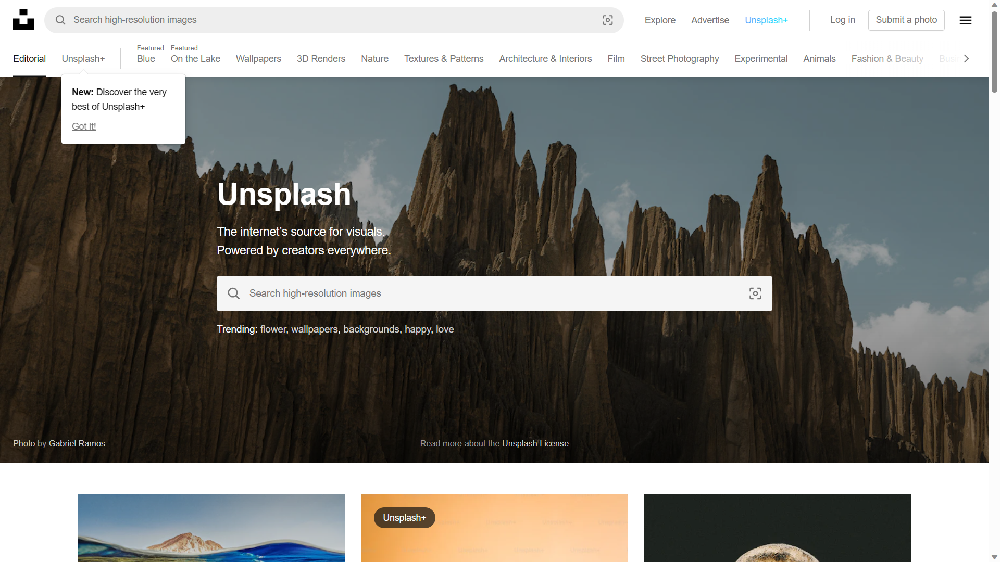 Search high-resolution images
Explore
Advertise
Unsplash+
Log in
Submit a photo
Editorial
Unsplash+
Featured
Blue
Featured
On the Lake
Wallpapers
3D Renders
Nature
Textures & Patterns
Architecture & Interiors
Film
Street Photography
Experimental
Animals
Fashion & Beauty
New: Discover the very
best of Unsplash+
Got it!
Unsplash
The internet’s source for visuals.
Powered by creators everywhere.
Search high-resolution images
Trending: flower, wallpapers, backgrounds, happy, love
Photo by Gabriel Ramos
Read more about the Unsplash License
Unsplash+